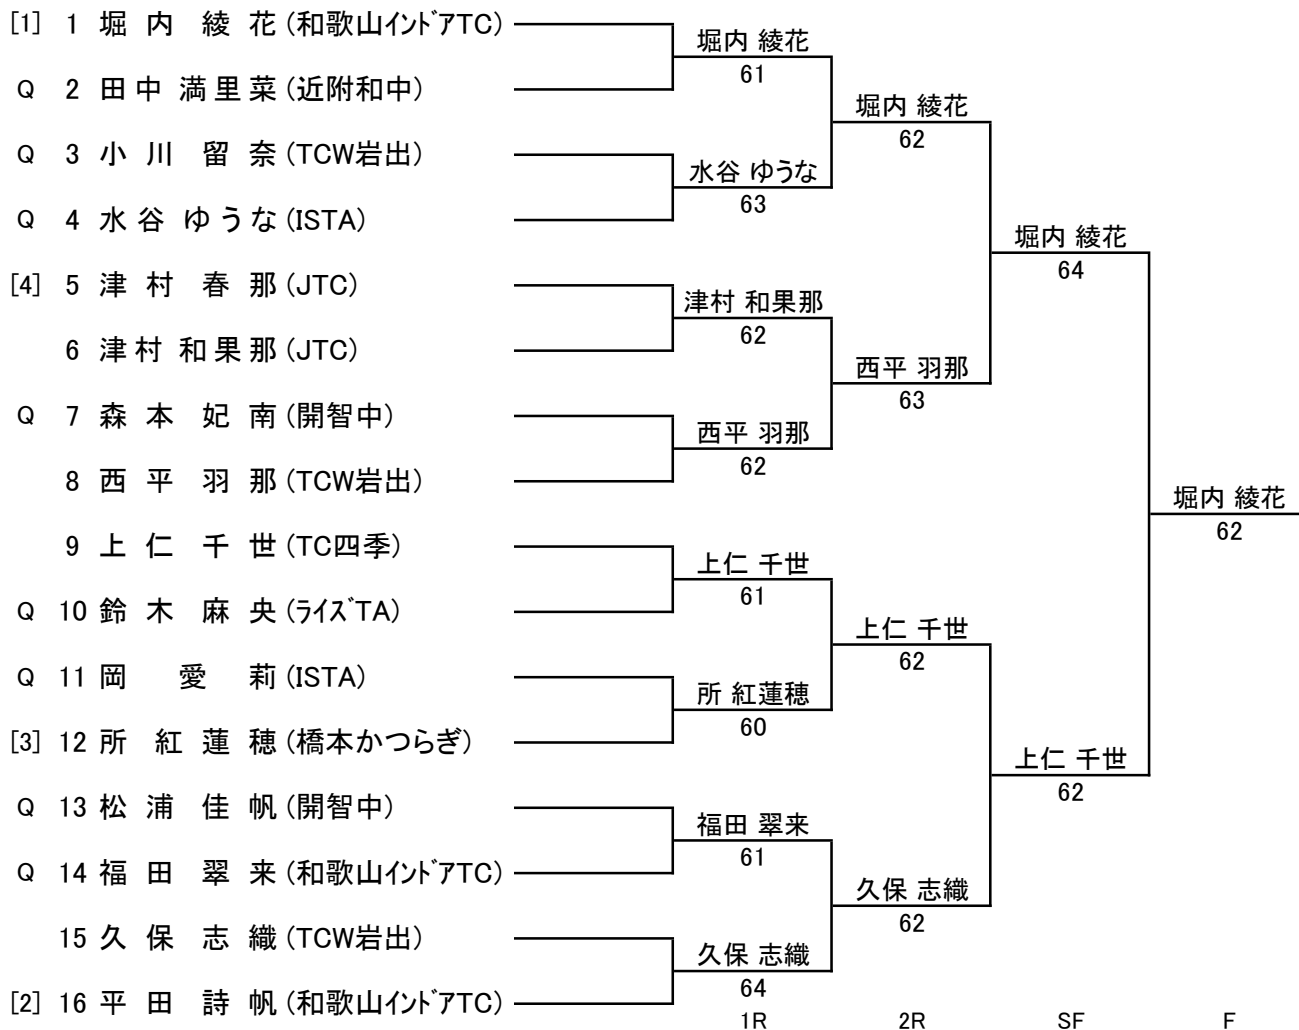 [1] 1 堀 内 綾 花 (和歌山インドアTC)
堀内 綾花
61
Q 2 田 中 満 里 菜 (近附和中)
堀内 綾花
62
Q 3 小 川 留 奈 (TCW岩出)
水谷 ゆうな
63
Q 4 水 谷 ゆ う な (ISTA)
堀内 綾花
64
[4] 5 津 村 春 那 (JTC)
津村 和果那
62
6 津 村 和 果 那 (JTC)
西平 羽那
63
Q 7 森 本 妃 南 (開智中)
西平 羽那
62
8 西 平 羽 那 (TCW岩出)
堀内 綾花
62
9 上 仁 千 世 (TC四季)
上仁 千世
61
Q 10 鈴 木 麻 央 (ライズTA)
上仁 千世
62
Q 11 岡 愛 莉 (ISTA)
所 紅蓮穂
60
[3] 12 所 紅 蓮 穂 (橋本かつらぎ)
上仁 千世
62
Q 13 松 浦 佳 帆 (開智中)
福田 翠来
61
Q 14 福 田 翠 来 (和歌山インドアTC)
久保 志織
62
15 久 保 志 織 (TCW岩出)
久保 志織
64
[2] 16 平 田 詩 帆 (和歌山インドアTC)
1R 2R SF F